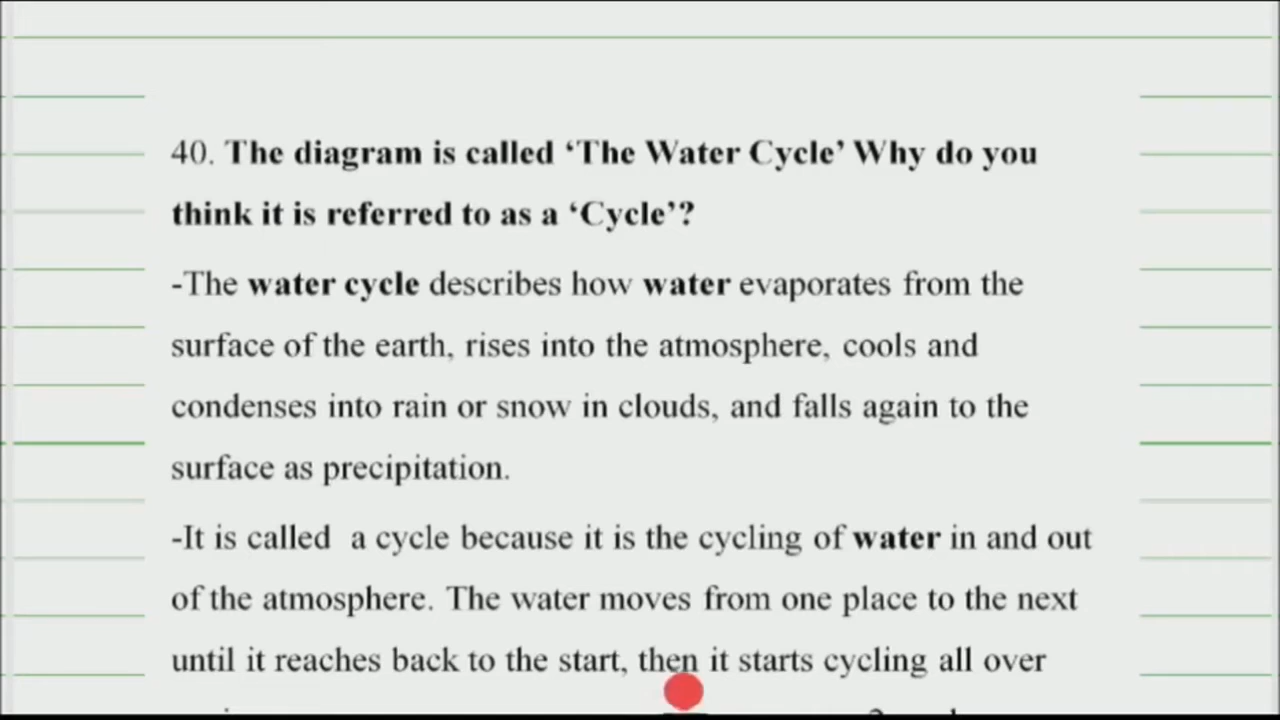 40. The diagram is called ‘The Water Cycle’ Why do you
think it is referred to as a ‘Cycle’?
-The water cycle describes how water evaporates from the
surface of the earth, rises into the atmosphere, cools and
condenses into rain or snow in clouds, and falls again to the
surface as precipitation.
-It is called a cycle because it is the cycling of water in and out
of the atmosphere. The water moves from one place to the next
until it reaches back to the start, then it starts cycling all over